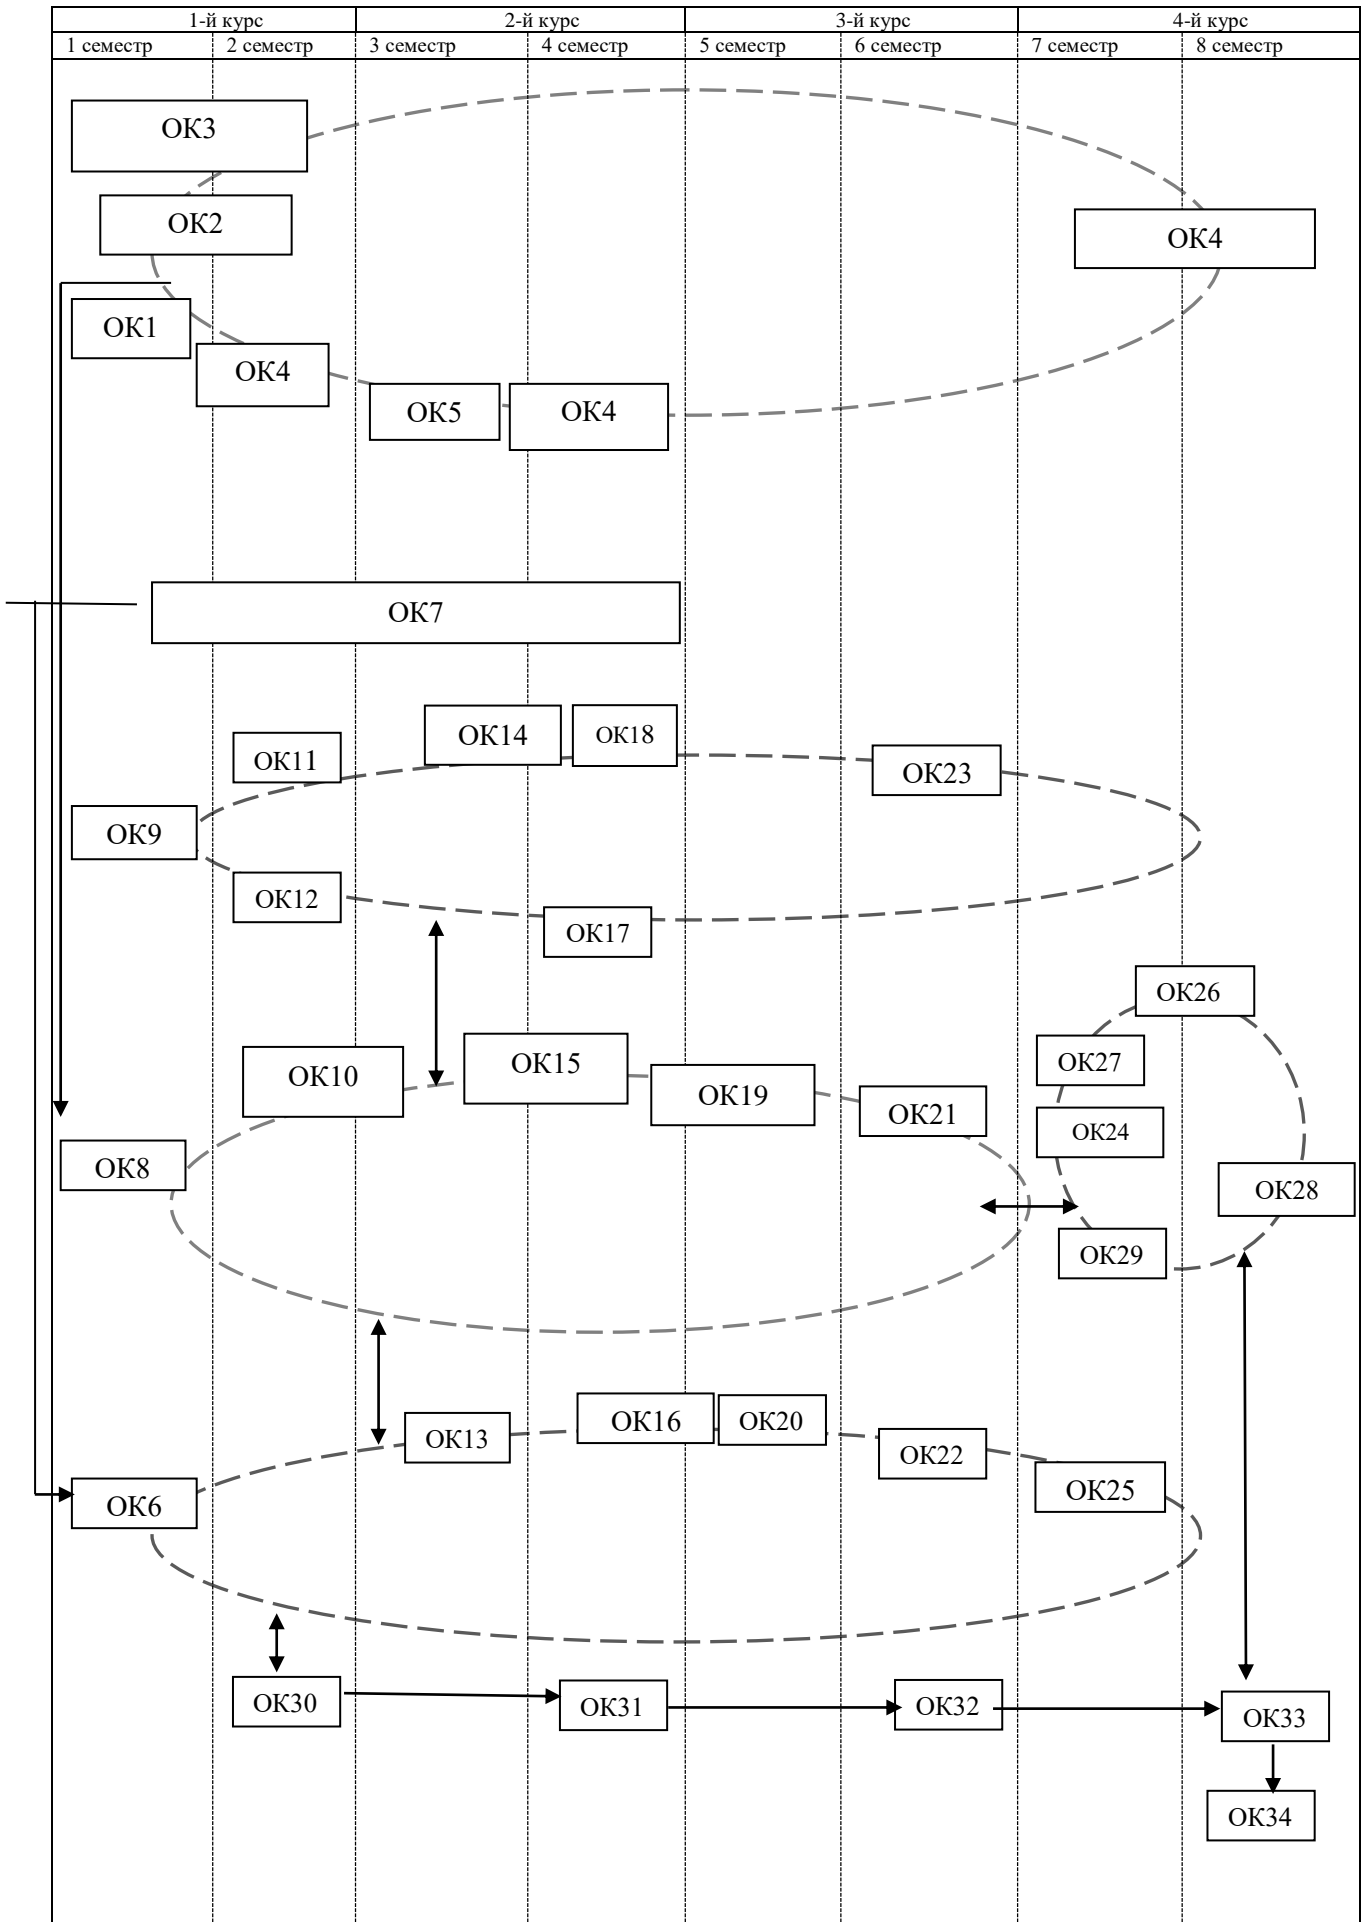 1-й курс 2-й курс 3-й курс 4-й курс
1 семестр 2 семестр 3 семестр 4 семестр 5 семестр 6 семестр 7 семестр 8 семестр
ОК3
ОК2
ОК4
ОК1
ОК4
ОК5 ОК4
ОК7
ОК14 ОК18
ОК11 ОК23
ОК9
ОК12
ОК17
ОК26
ОК27
ОК10 ОК15
ОК19 ОК21
ОК24
ОК8
ОК28
ОК29
ОК16 ОК20
ОК13 ОК22
ОК25
ОК6
ОК30 ОК31 ОК32
ОК33
ОК34